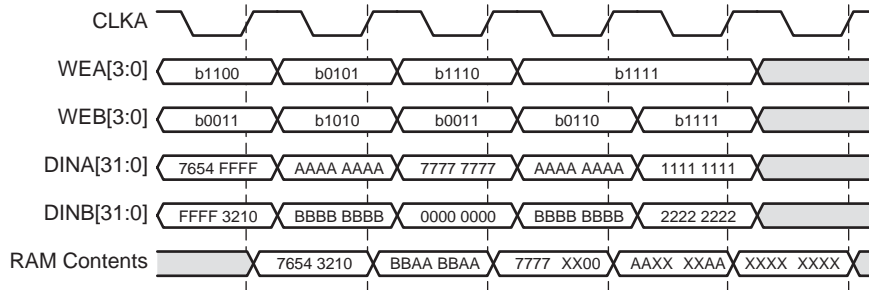 CLKA
WEA[3:0] b1100 b0101 b1110 b1111
WEB[3:0] b0011 b1010 b0011 b0110 b1111
DINA[31:0] 7654 FFFF AAAA AAAA 7777 7777 AAAA AAAA 1111 1111
DINB[31:0] FFFF 3210 BBBB BBBB 0000 0000 BBBB BBBB 2222 2222
RAM Contents 7654 3210 BBAA BBAA 7777 XX00 AAXX XXAA XXXX XXXX